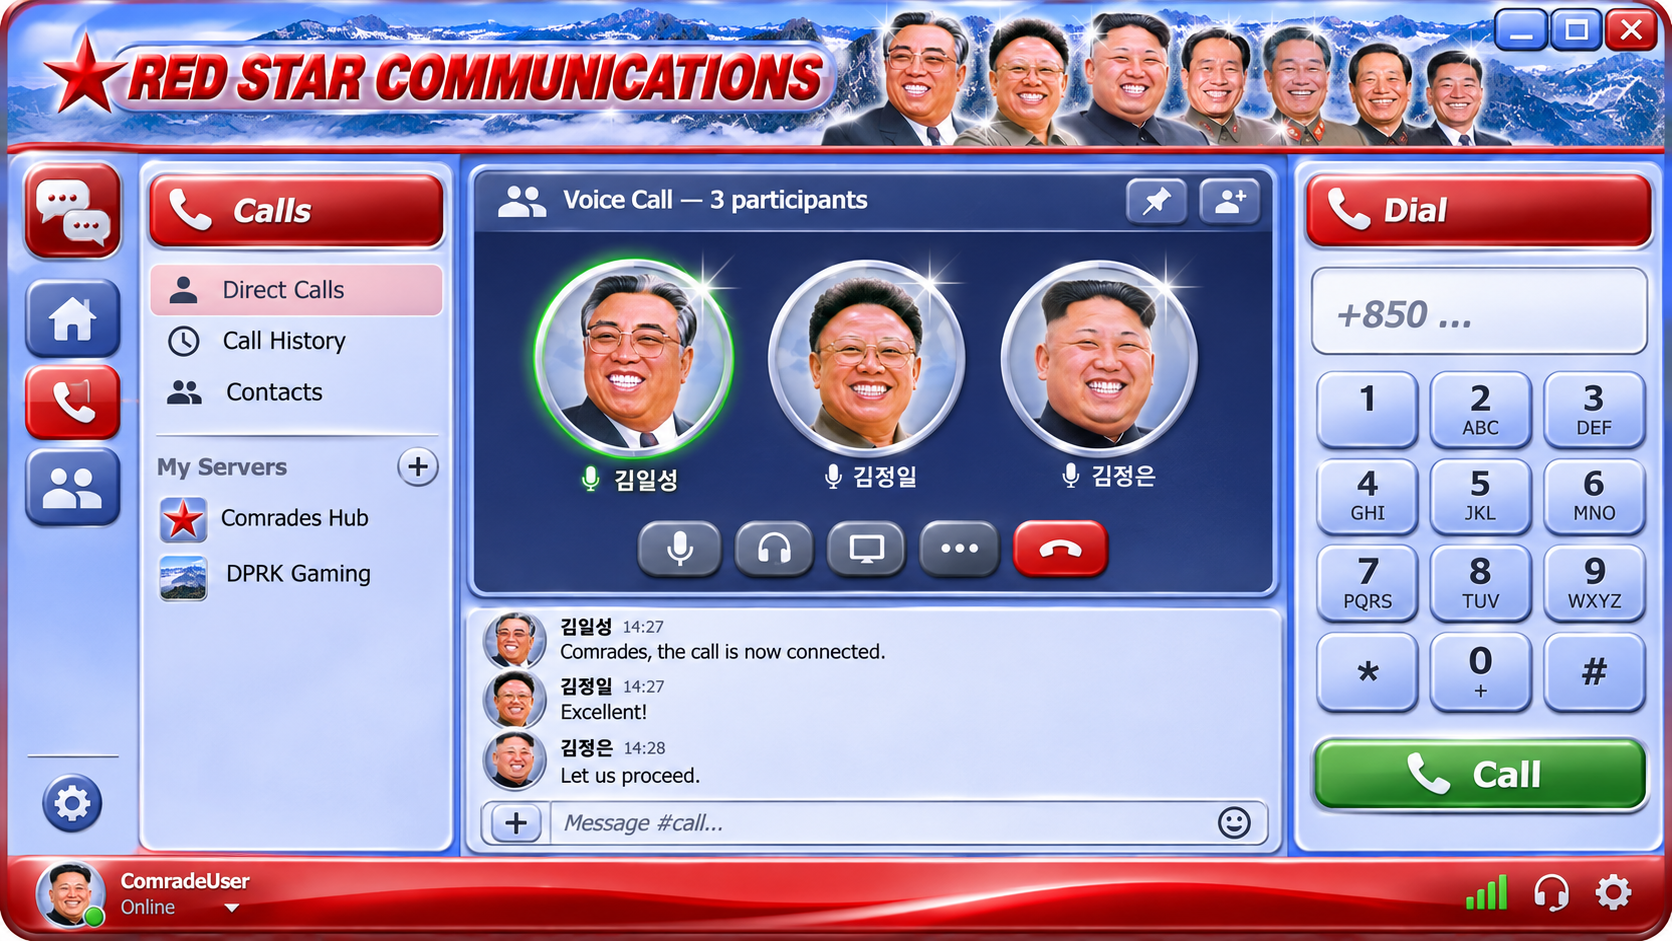 RED STAR COMMUNICATIONS
Calls
Direct Calls
Call History
Contacts
My Servers
Comrades Hub
DPRK Gaming
Voice Call — 3 participants
김일성
김정일
김정은
김일성 14:27
Comrades, the call is now connected.
김정일 14:27
Excellent!
김정은 14:28
Let us proceed.
Message #call...
Dial
+850 ...
1
2
ABC
3
DEF
4
GHI
5
JKL
6
MNO
7
PQRS
8
TUV
9
WXYZ
*
0
+
#
Call
ComradeUser
Online